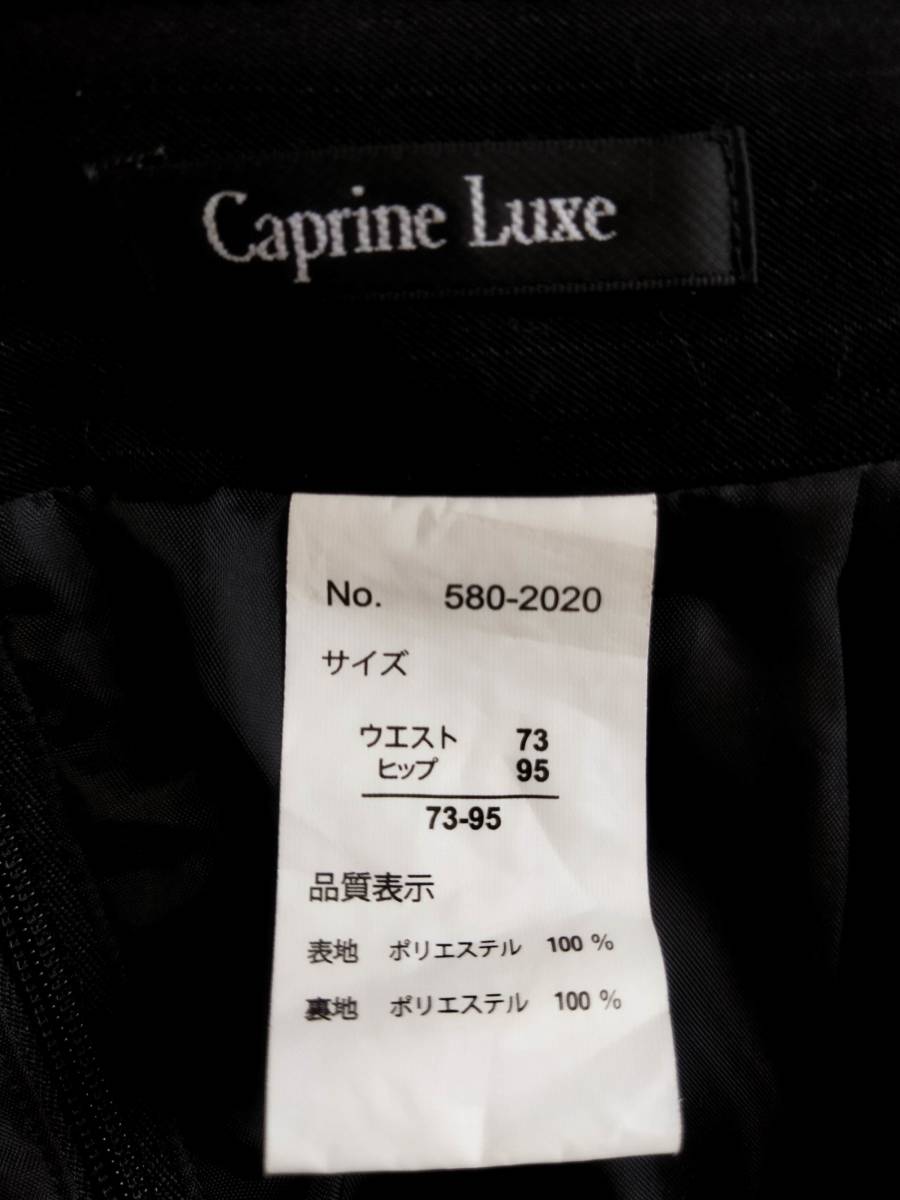 Caprine Luxe
No. 580-2020
サイズ
ウエスト 73
ヒップ 95
73-95
品質表示
表地 ポリエステル 100 %
裏地 ポリエステル 100 %